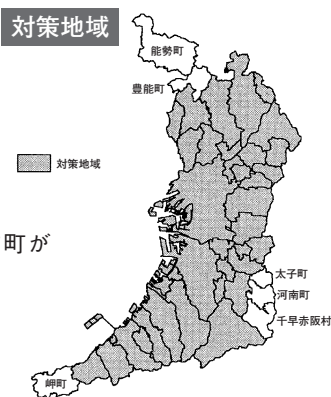 対策地域
能勢町
豊能町
対策地域
町が
太子町
河南町
千早赤阪村
岬町